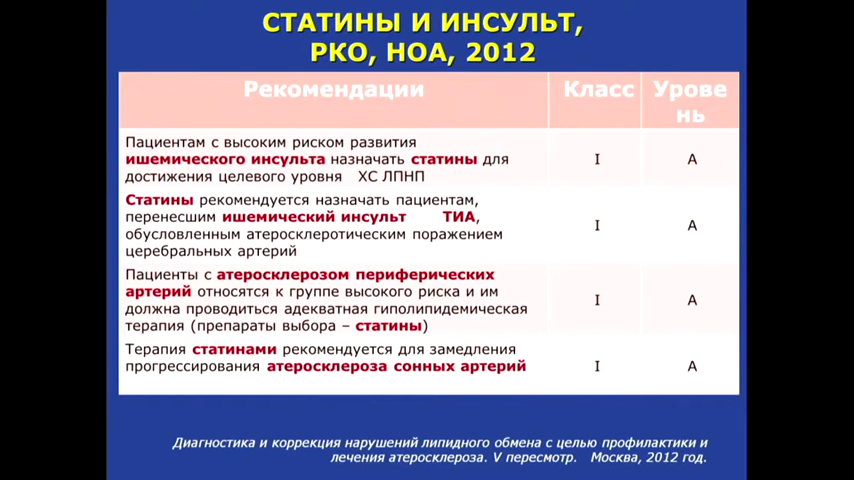 СТАТИНЫ И ИНСУЛЬТ,
РКО, НОА, 2012
Рекомендации
Класс
Урове
нь
Пациентам с высоким риском развития
ишемического инсульта назначать статины для
достижения целевого уровня ХС ЛПНП
I
А
Статины рекомендуется назначать пациентам,
перенесшим ишемический инсульт ТИА,
обусловленным атеросклеротическим поражением
церебральных артерий
I
А
Пациенты с атеросклерозом периферических
артерий относятся к группе высокого риска и им
должна проводиться адекватная гиполипидемическая
терапия (препараты выбора – статины)
I
А
Терапия статинами рекомендуется для замедления
прогрессирования атеросклероза сонных артерий
I
А
Диагностика и коррекция нарушений липидного обмена с целью профилактики и
лечения атеросклероза. V пересмотр. Москва, 2012 год.